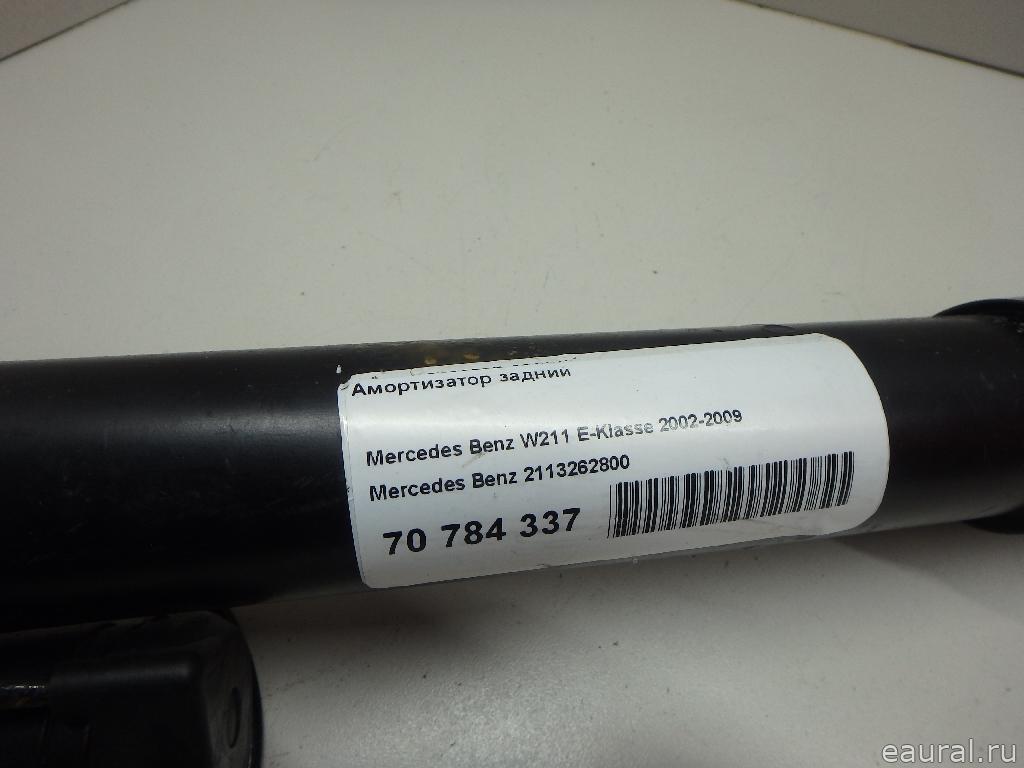 Амортизатор задний
Mercedes Benz W211 E-Klasse 2002-2009
Mercedes Benz 2113262800
70 784 337
eaural.ru